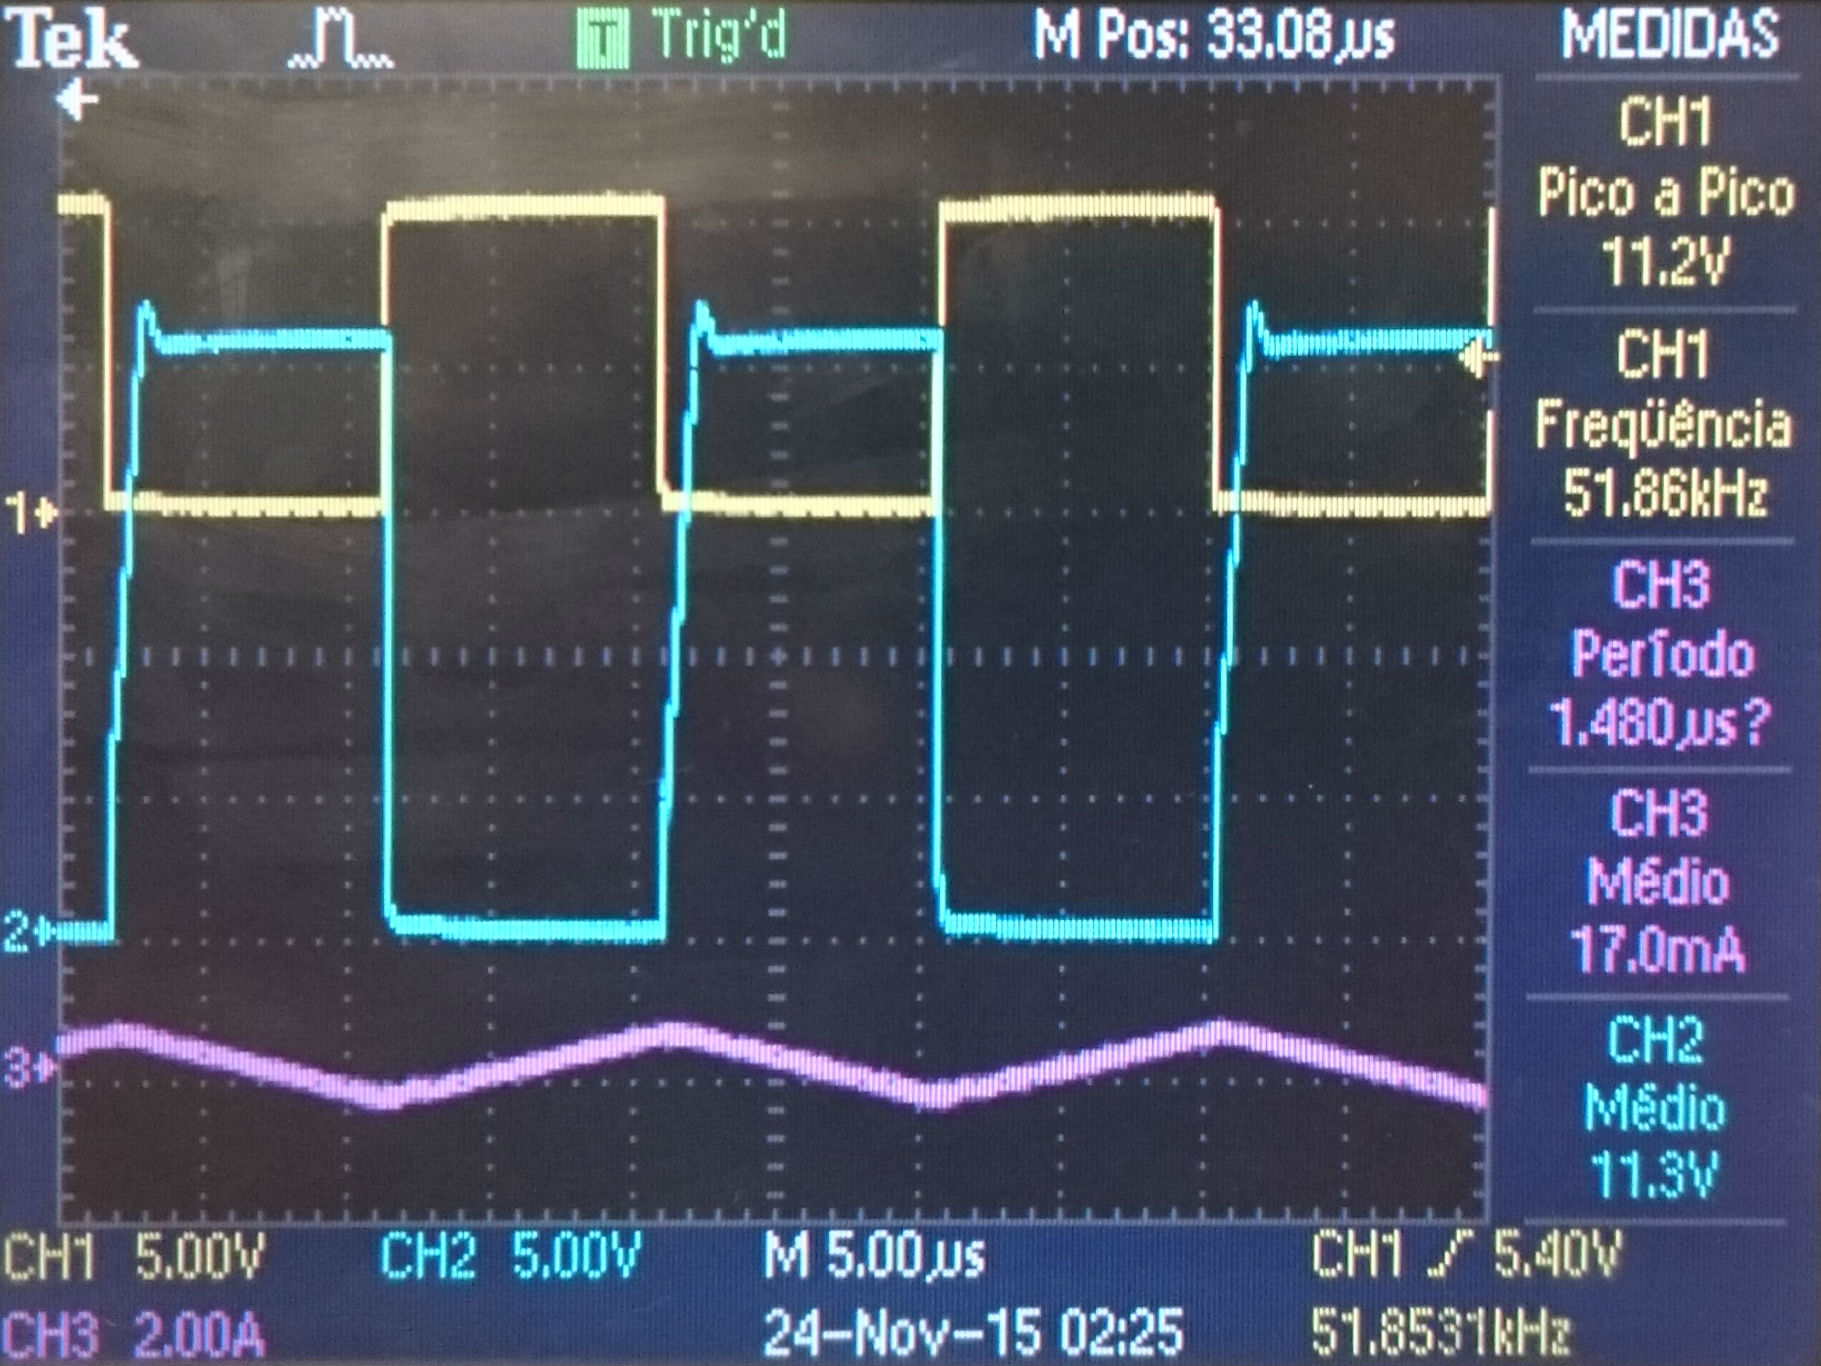 Tek Trig'd M Pos: 33.08µs MEDIDAS
CH1
Pico a Pico
11.2V
CH1
Freqüência
51.86kHz
CH3
Período
1.480µs?
CH3
Médio
17.0mA
CH2
Médio
11.3V
1
2
3
CH1 5.00V CH2 5.00V M 5.00µs CH1 5.40V
CH3 2.00A 24-Nov-15 02:25 51.8531kHz